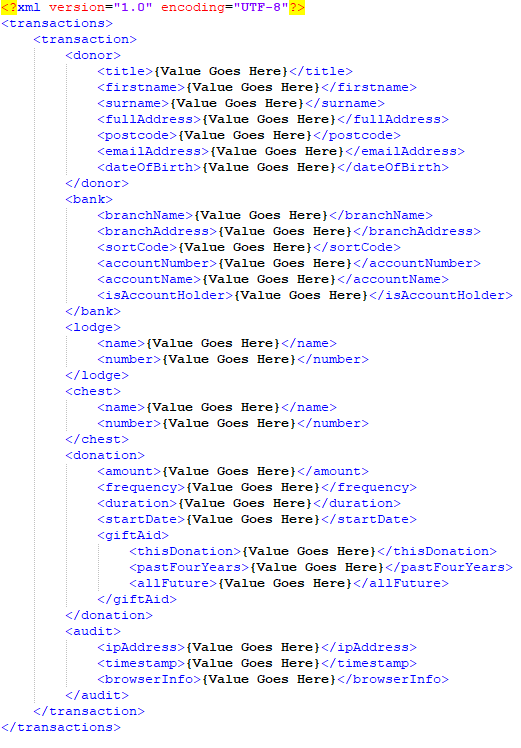 <?xml version="1.0" encoding="UTF-8"?>
<transactions>
<transaction>
<donor>
<title>{Value Goes Here}</title>
<firstname>{Value Goes Here}</firstname>
<surname>{Value Goes Here}</surname>
<fullAddress>{Value Goes Here}</fullAddress>
<postcode>{Value Goes Here}</postcode>
<emailAddress>{Value Goes Here}</emailAddress>
<dateOfBirth>{Value Goes Here}</dateOfBirth>
</donor>
<bank>
<branchName>{Value Goes Here}</branchName>
<branchAddress>{Value Goes Here}</branchAddress>
<sortCode>{Value Goes Here}</sortCode>
<accountNumber>{Value Goes Here}</accountNumber>
<accountName>{Value Goes Here}</accountName>
<isAccountHolder>{Value Goes Here}</isAccountHolder>
</bank>
<lodge>
<name>{Value Goes Here}</name>
<number>{Value Goes Here}</number>
</lodge>
<chest>
<name>{Value Goes Here}</name>
<number>{Value Goes Here}</number>
</chest>
<donation>
<amount>{Value Goes Here}</amount>
<frequency>{Value Goes Here}</frequency>
<duration>{Value Goes Here}</duration>
<startDate>{Value Goes Here}</startDate>
<giftAid>
<thisDonation>{Value Goes Here}</thisDonation>
<pastFourYears>{Value Goes Here}</pastFourYears>
<allFuture>{Value Goes Here}</allFuture>
</giftAid>
</donation>
<audit>
<ipAddress>{Value Goes Here}</ipAddress>
<timestamp>{Value Goes Here}</timestamp>
<browserInfo>{Value Goes Here}</browserInfo>
</audit>
</transaction>
</transactions>